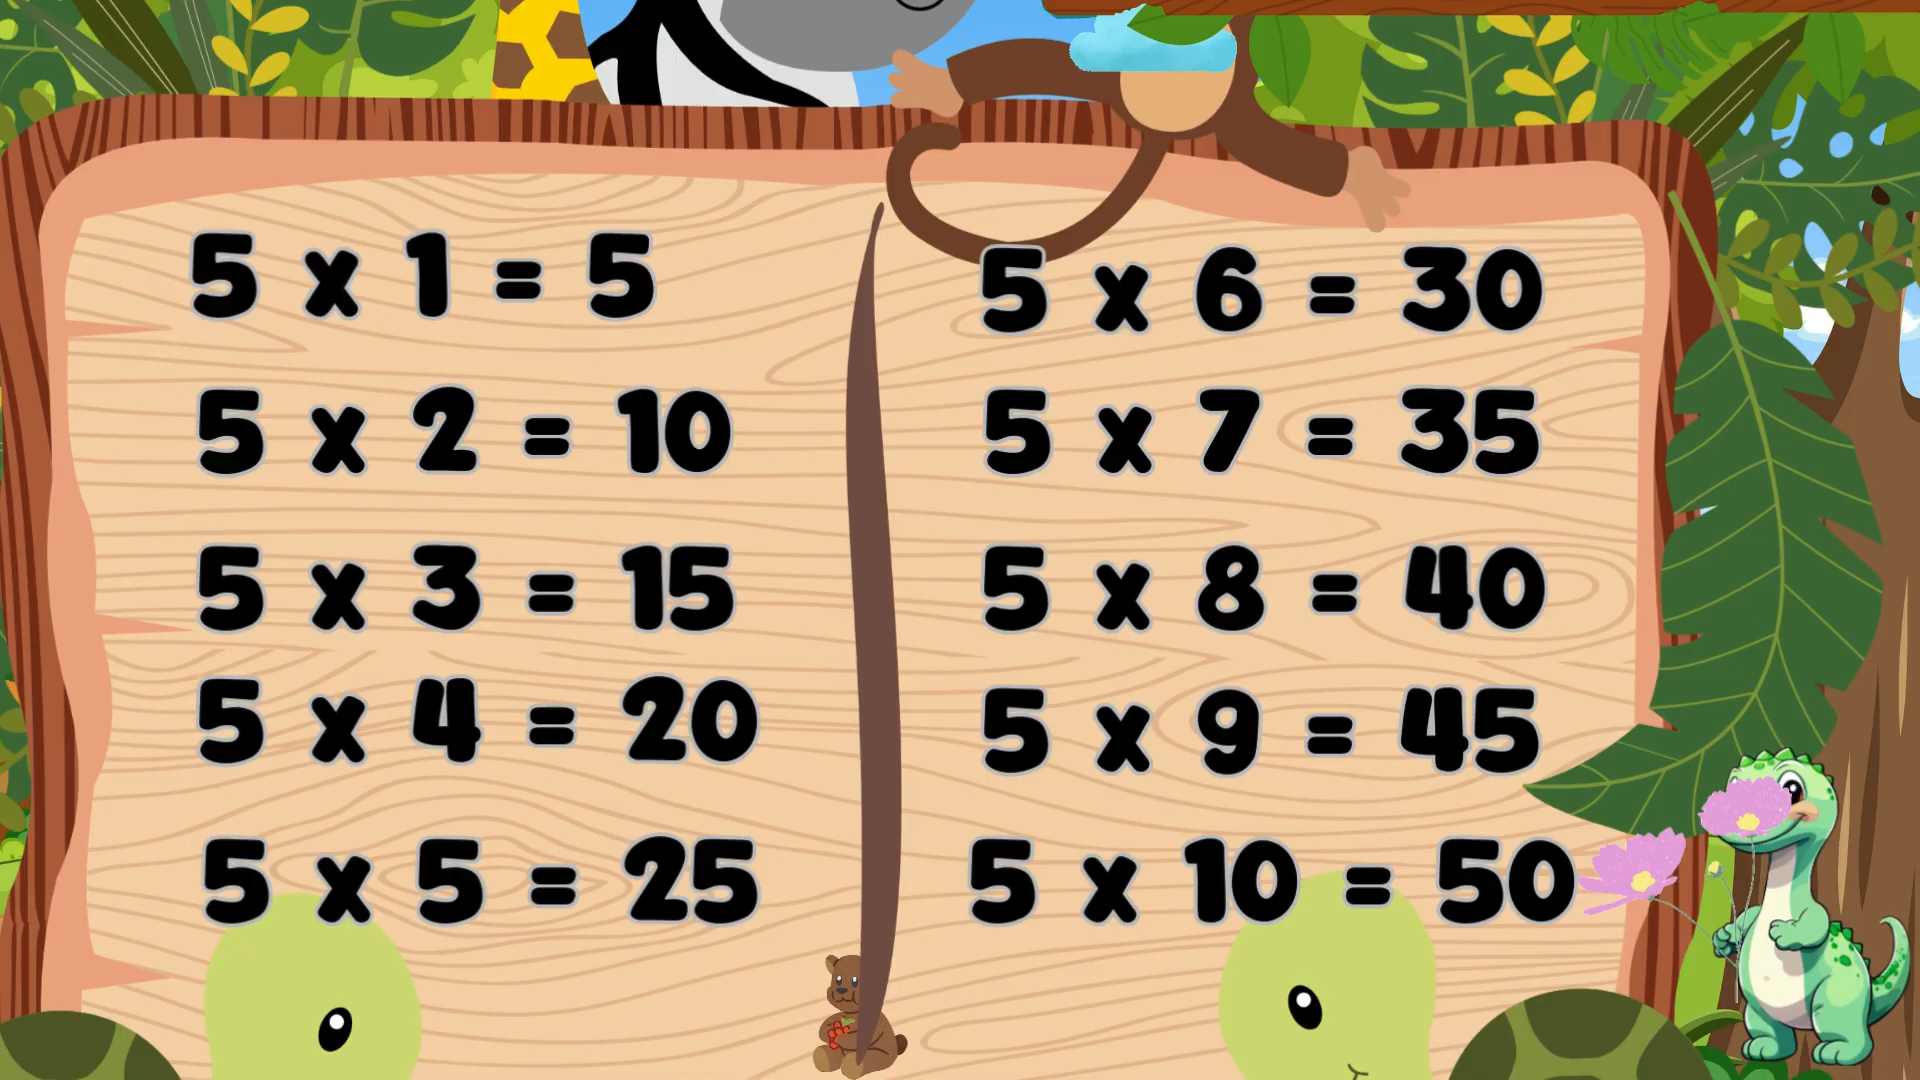 5 x 1 = 5
5 x 2 = 10
5 x 3 = 15
5 x 4 = 20
5 x 5 = 25
5 x 6 = 30
5 x 7 = 35
5 x 8 = 40
5 x 9 = 45
5 x 10 = 50